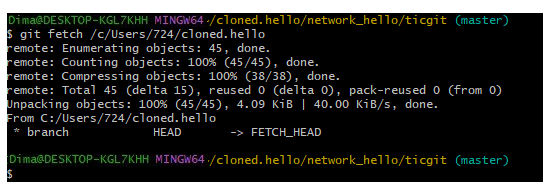 Dima@DESKTOP-KGL7KHH MINGW64 ~/cloned.hello/network_hello/ticgit (master)
$ git fetch /c/Users/724/cloned.hello
remote: Enumerating objects: 45, done.
remote: Counting objects: 100% (45/45), done.
remote: Compressing objects: 100% (38/38), done.
remote: Total 45 (delta 15), reused 0 (delta 0), pack-reused 0 (from 0)
Unpacking objects: 100% (45/45), 4.09 KiB | 40.00 KiB/s, done.
From C:/Users/724/cloned.hello
 * branch            HEAD       -> FETCH_HEAD
Dima@DESKTOP-KGL7KHH MINGW64 ~/cloned.hello/network_hello/ticgit (master)
$